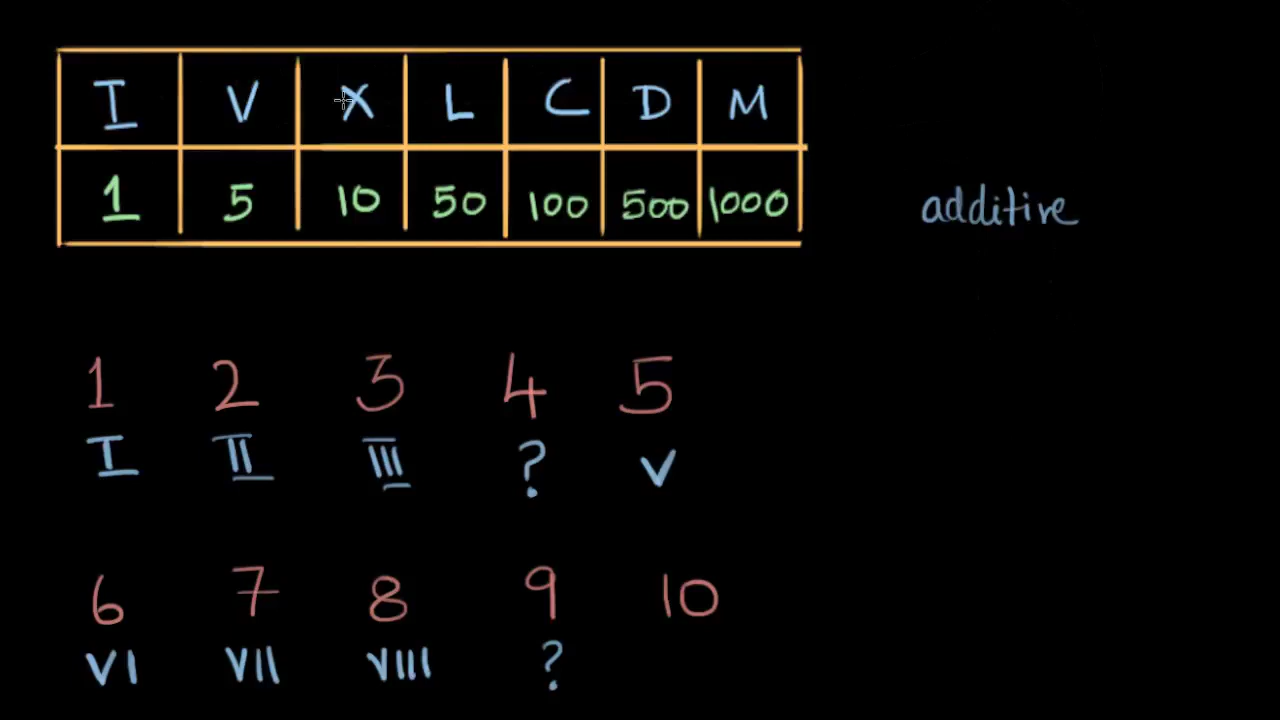 I V X L C D M
1 5 10 50 100 500 1000
additive
1 2 3 4 5
I II III ? V
6 7 8 9 10
VI VII VIII ?